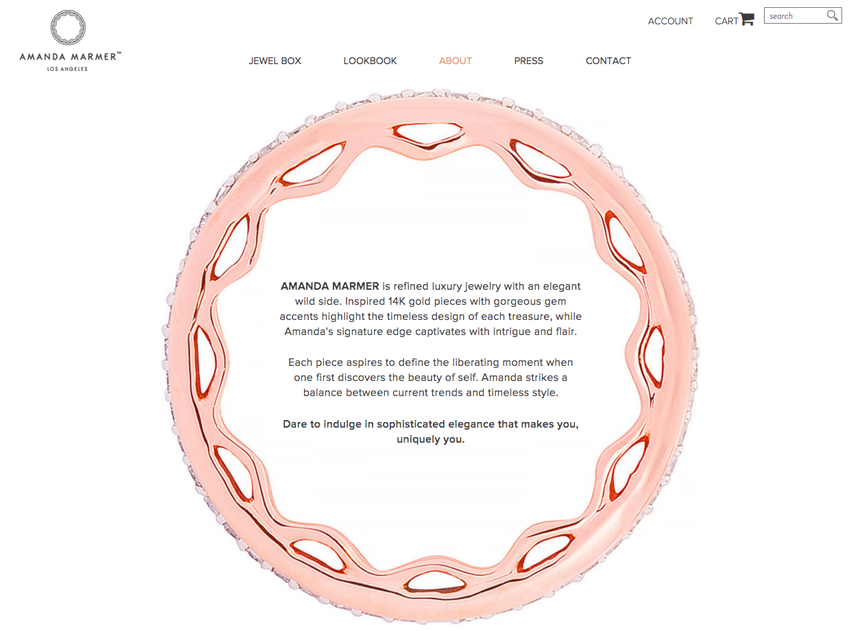 ACCOUNT
CART
search
AMANDA MARMER™
LOS ANGELES
JEWEL BOX
LOOKBOOK
ABOUT
PRESS
CONTACT
AMANDA MARMER is refined luxury jewelry with an elegant
wild side. Inspired 14K gold pieces with gorgeous gem
accents highlight the timeless design of each treasure, while
Amanda's signature edge captivates with intrigue and flair.
Each piece aspires to define the liberating moment when
one first discovers the beauty of self. Amanda strikes a
balance between current trends and timeless style.
Dare to indulge in sophisticated elegance that makes you,
uniquely you.